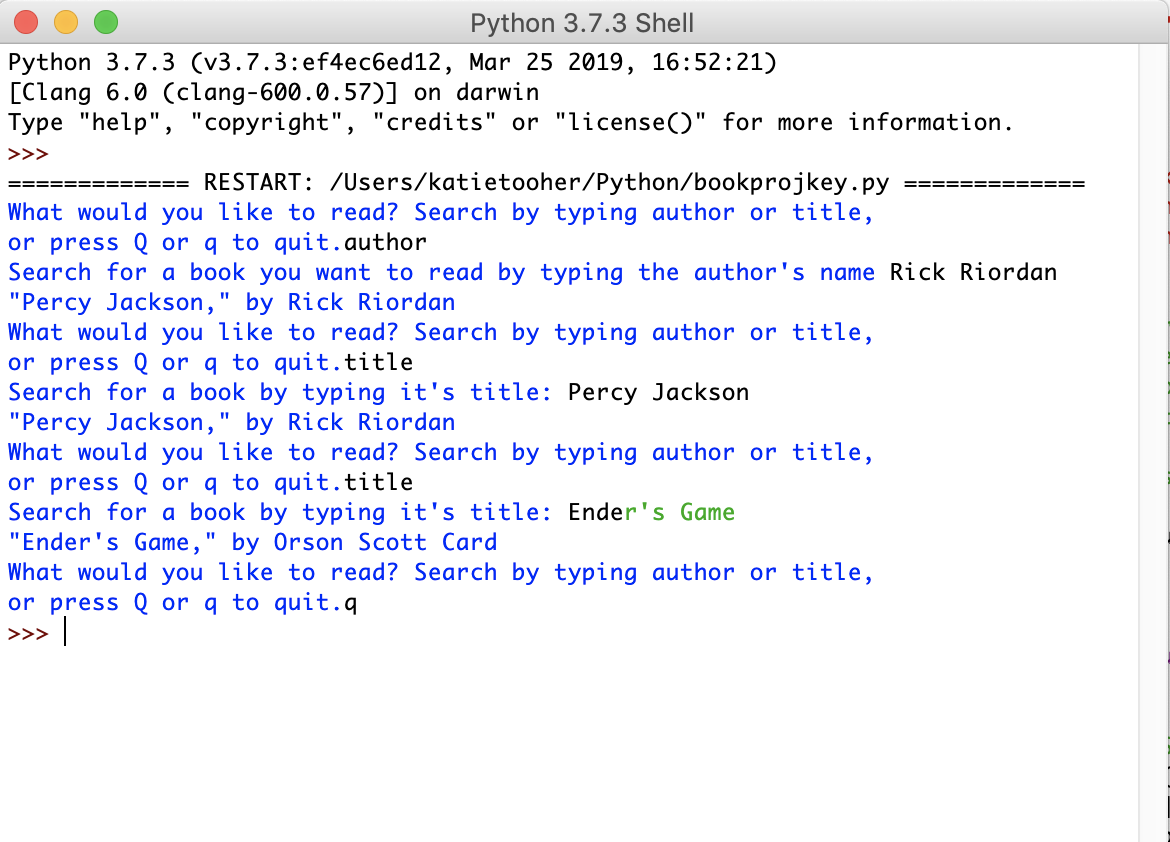 Python 3.7.3 Shell
Python 3.7.3 (v3.7.3:ef4ec6ed12, Mar 25 2019, 16:52:21)
[Clang 6.0 (clang-600.0.57)] on darwin
Type "help", "copyright", "credits" or "license()" for more information.
>>>
============= RESTART: /Users/katietooher/Python/bookprojkey.py =============
What would you like to read? Search by typing author or title,
or press Q or q to quit.author
Search for a book you want to read by typing the author's name Rick Riordan
"Percy Jackson," by Rick Riordan
What would you like to read? Search by typing author or title,
or press Q or q to quit.title
Search for a book by typing it's title: Percy Jackson
"Percy Jackson," by Rick Riordan
What would you like to read? Search by typing author or title,
or press Q or q to quit.title
Search for a book by typing it's title: Ender's Game
"Ender's Game," by Orson Scott Card
What would you like to read? Search by typing author or title,
or press Q or q to quit.q
>>>